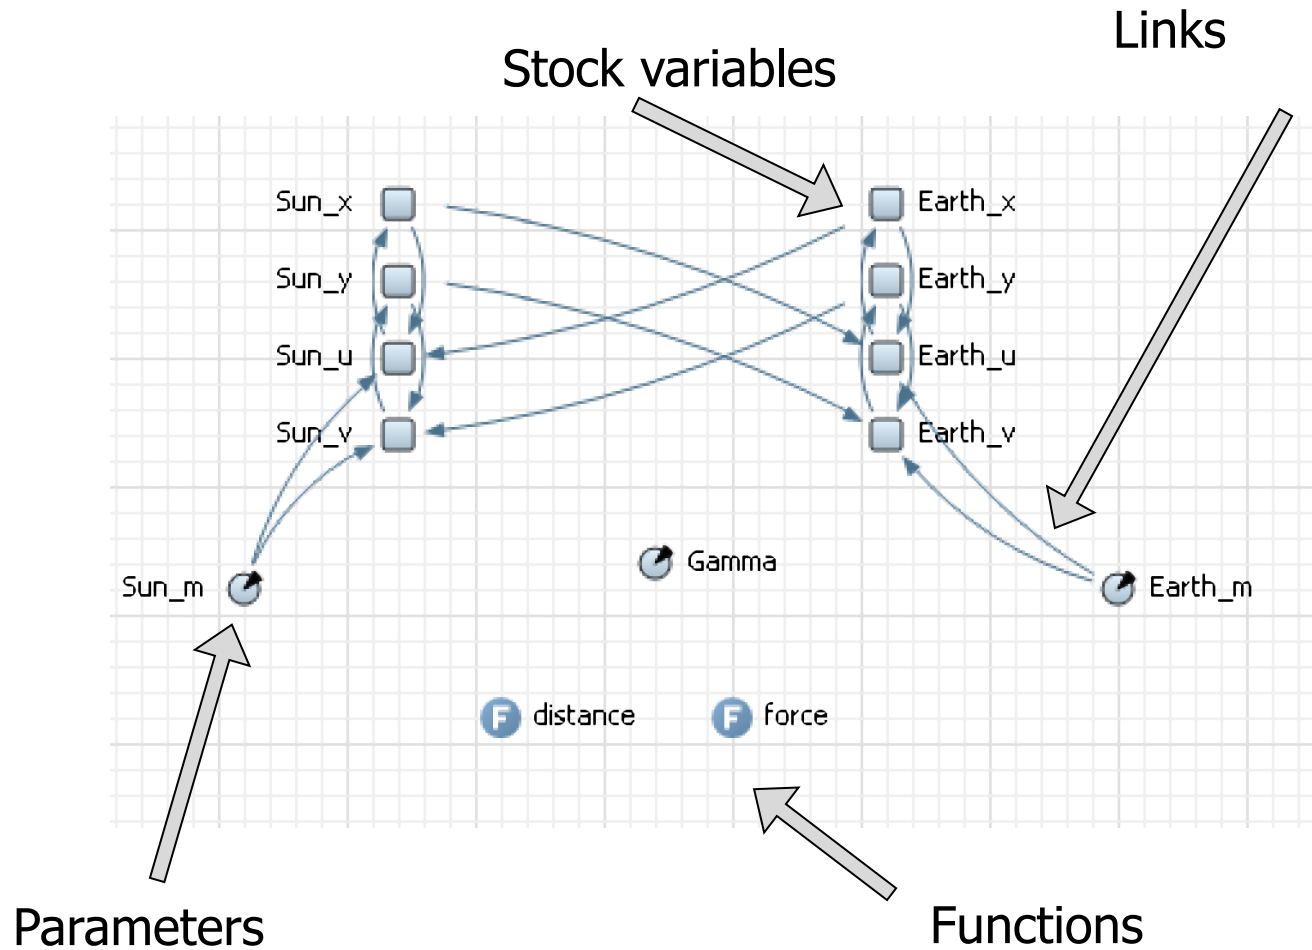 Links
Stock variables
Sun_x
Earth_x
Sun_y
Earth_y
Sun_u
Earth_u
Sun_v
Earth_v
Gamma
Sun_m
Earth_m
F distance
F force
Parameters
Functions